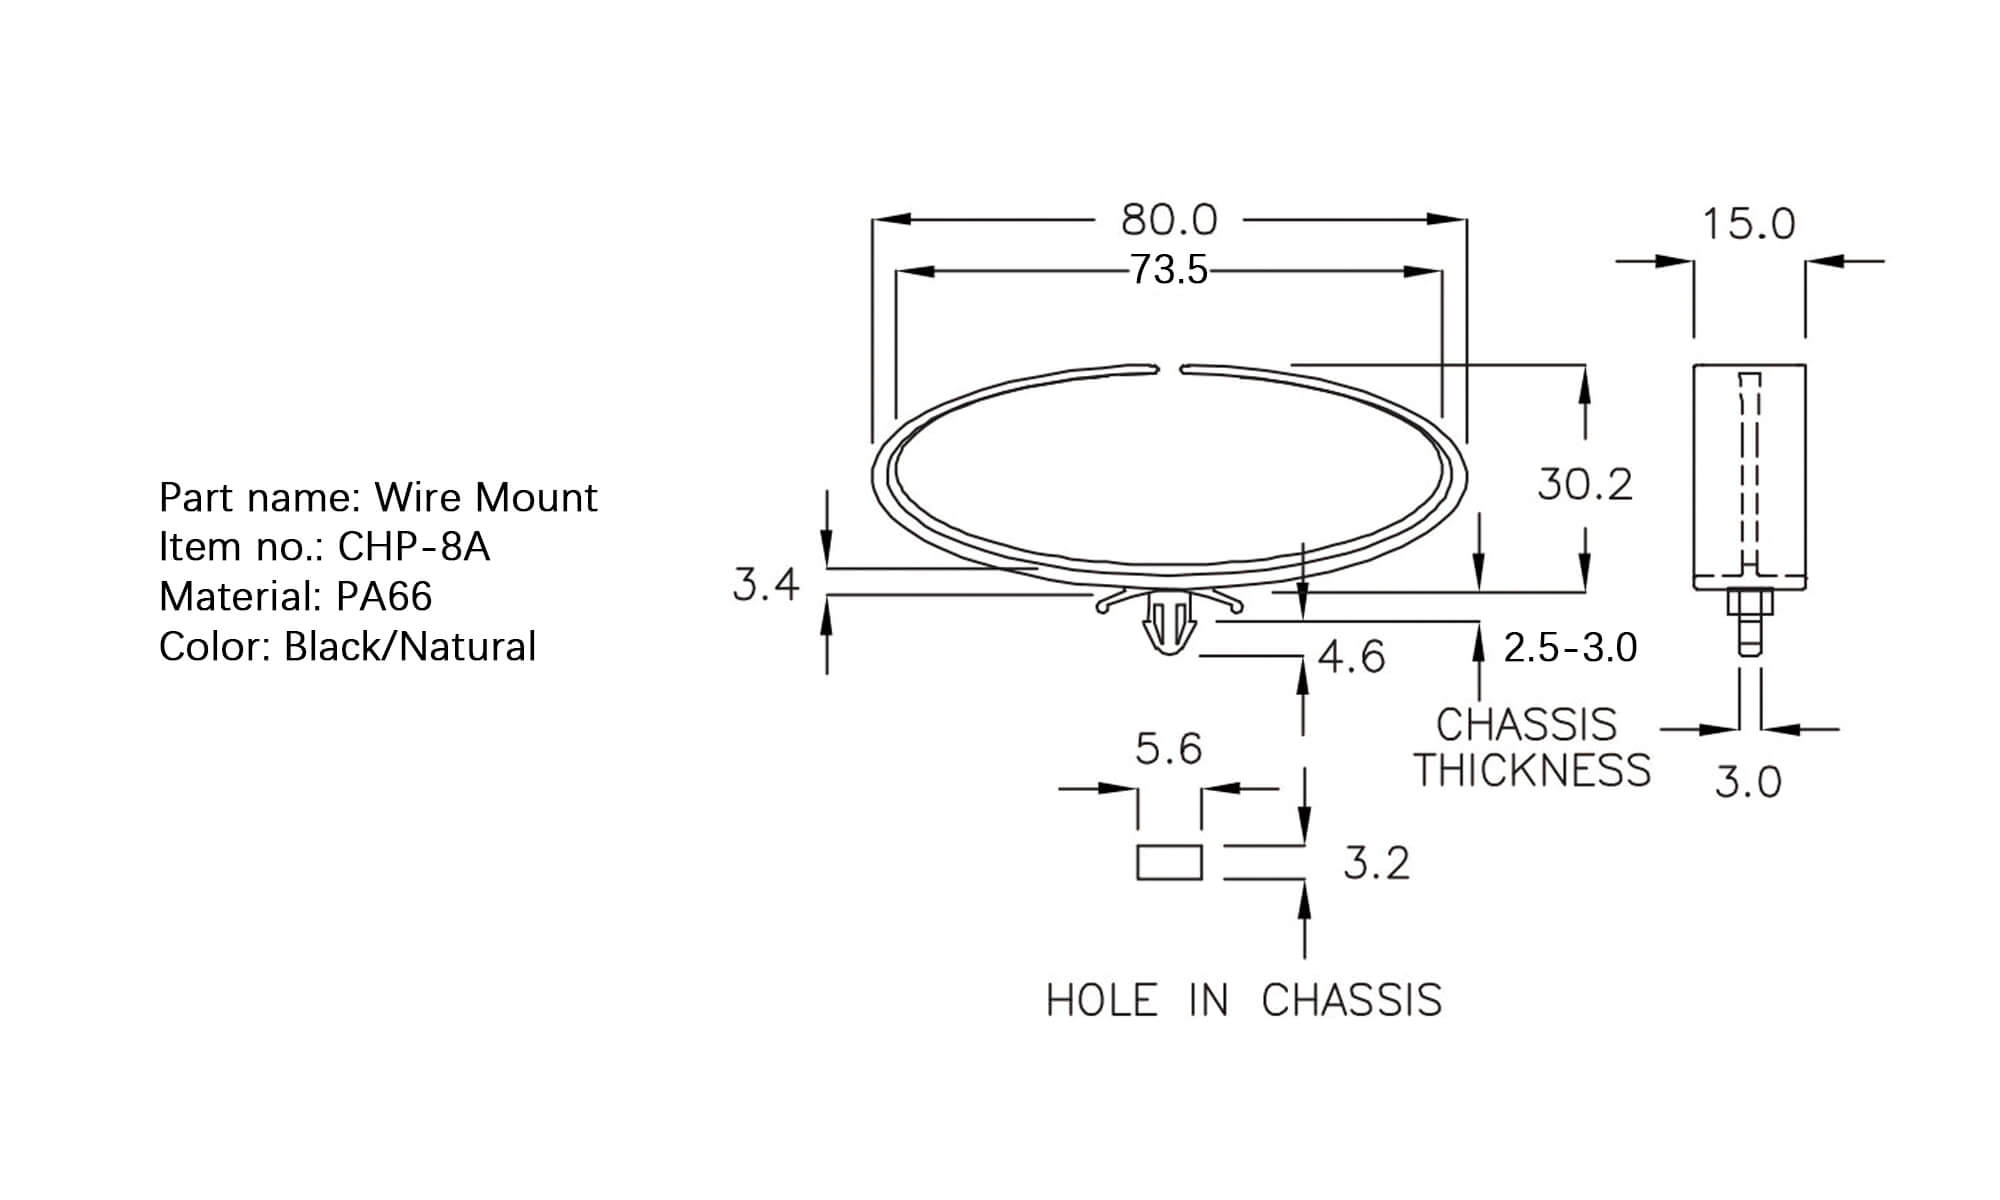 Part name: Wire Mount
Item no.: CHP-8A
Material: PA66
Color: Black/Natural
80.0
73.5
15.0
30.2
3.4
4.6
2.5-3.0
CHASSIS
THICKNESS
3.0
5.6
3.2
HOLE IN CHASSIS